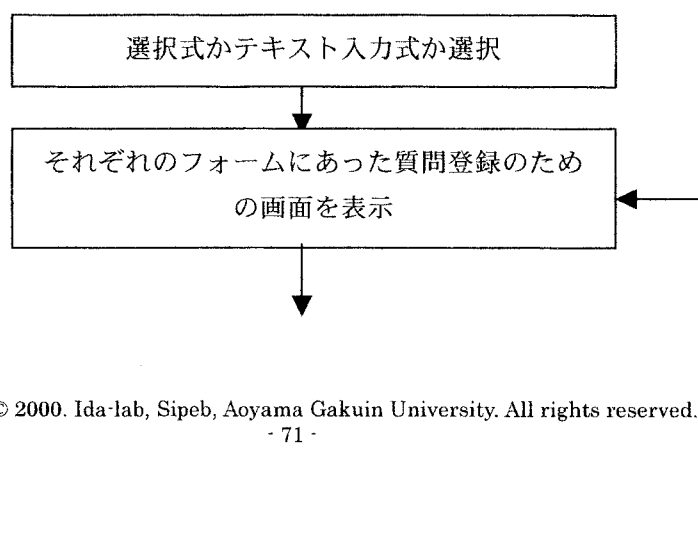 選択式かテキスト入力式か選択
それぞれのフォームにあった質問登録のため
の画面を表示
© 2000. Ida-lab, Sipeb, Aoyama Gakuin University. All rights reserved.
- 71 -